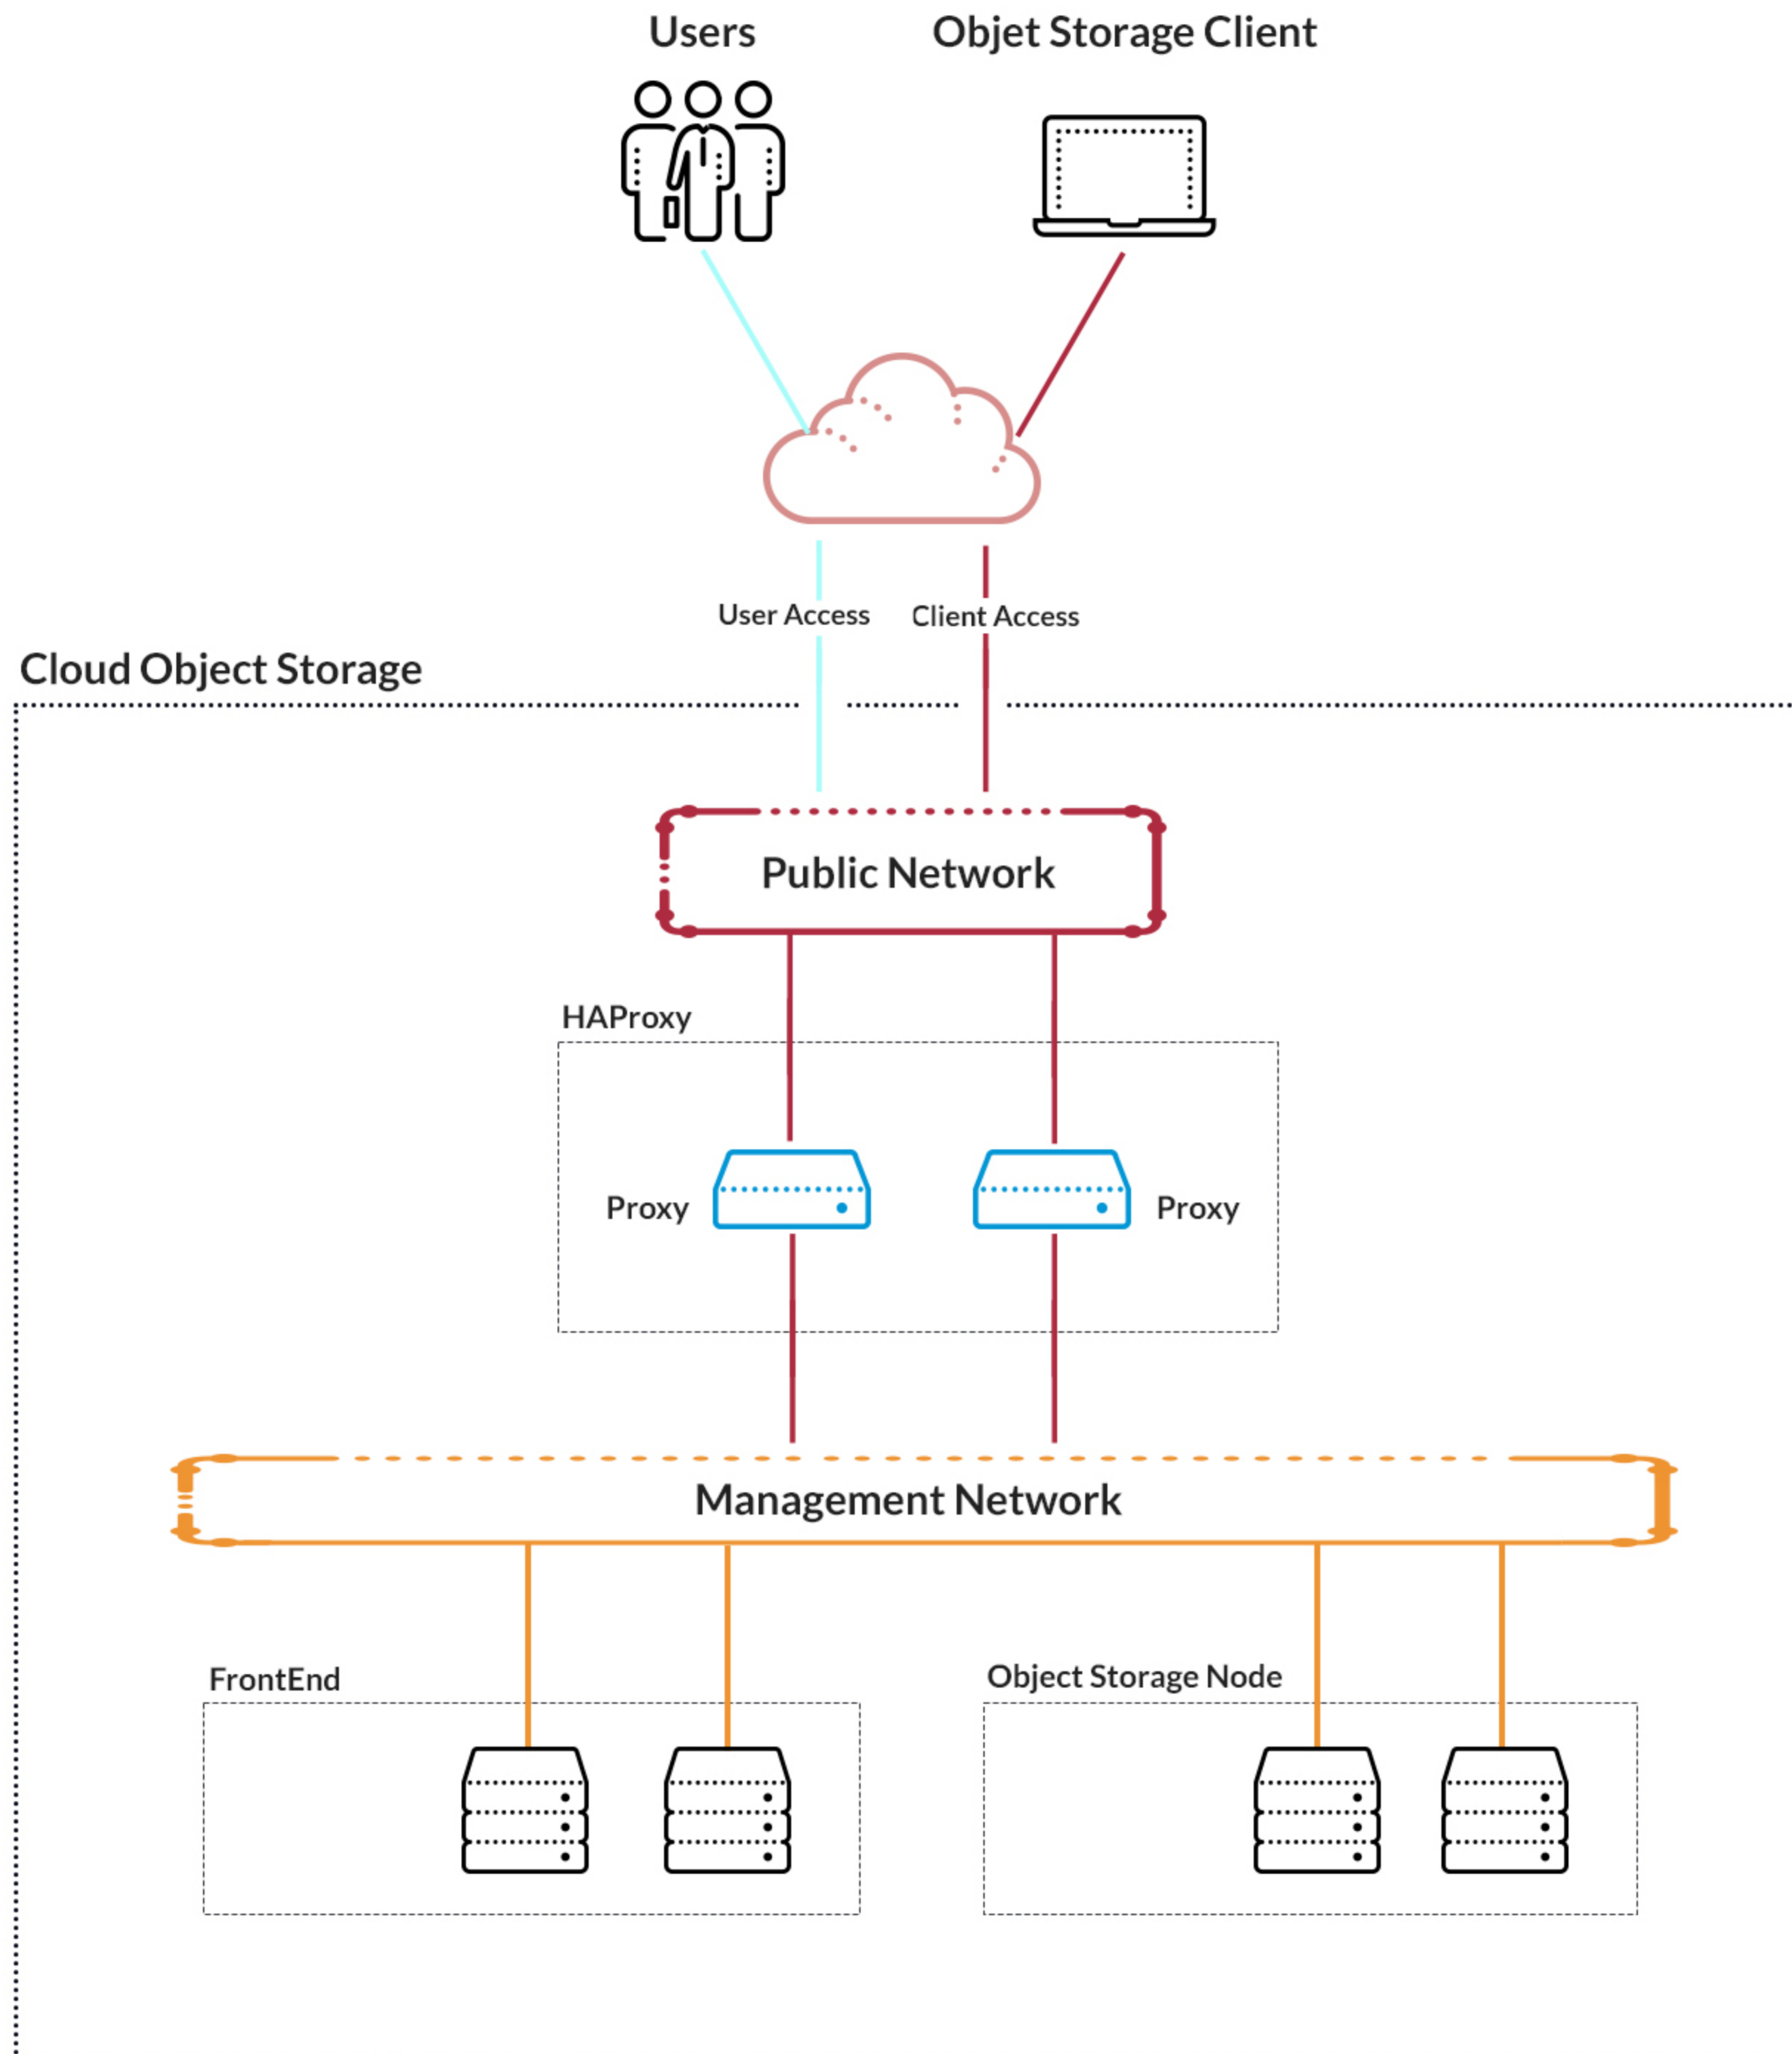 Users
Objet Storage Client
User Access
Client Access
Cloud Object Storage
Public Network
HAProxy
Proxy
Proxy
Management Network
FrontEnd
Object Storage Node